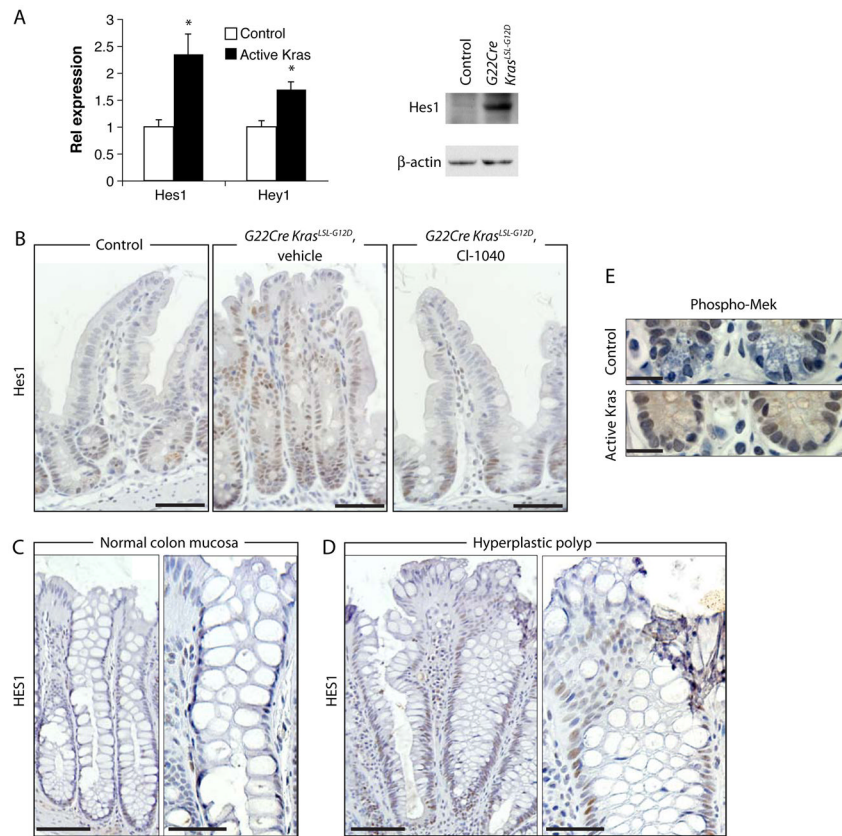 A
Rel expression
3
2.5
2
1.5
1
0.5
0
*
*
Control
Active Kras
Hes1
Hey1
Control
G22Cre
Kras^LSL-G12D
Hes1
β-actin
B
Control
G22Cre Kras^LSL-G12D,
vehicle
G22Cre Kras^LSL-G12D,
Cl-1040
Hes1
E
Phospho-Mek
Control
Active Kras
C
Normal colon mucosa
HES1
D
Hyperplastic polyp
HES1